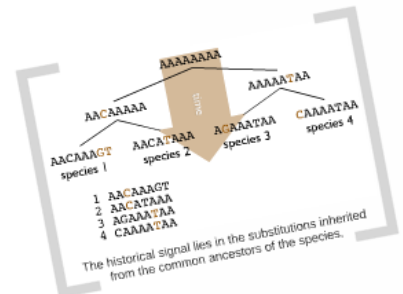 AAAAAAAA
time
AACAAAAA
AAAAATAA
AACAAAGT
species 1
AACATAAA
species 2
AGAAATAA
species 3
CAAAATAA
species 4
1 AACAAAGT
2 AACATAAA
3 AGAAATAA
4 CAAAATAA
The historical signal lies in the substitutions inherited
from the common ancestors of the species.